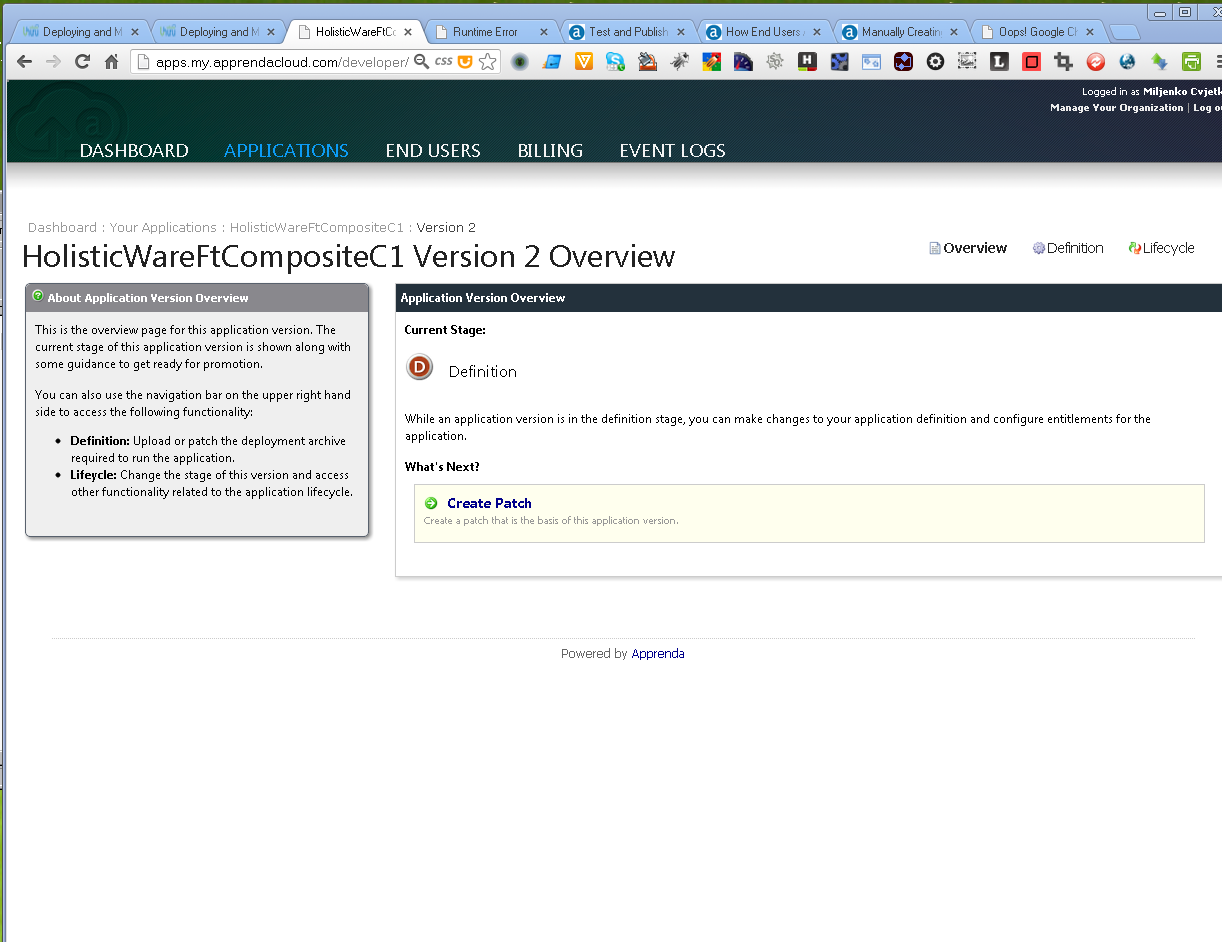 Deploying and M
Deploying and M
HolisticWareFtCo
Runtime Error
Test and Publish
How End Users A
Manually Creatin
Oops! Google Ch
apps.my.apprendacloud.com/developer/
CSS
Logged in as Miljenko Cvjetk
Manage Your Organization | Log ou
DASHBOARD APPLICATIONS END USERS BILLING EVENT LOGS
Dashboard : Your Applications : HolisticWareFtCompositeC1 : Version 2
HolisticWareFtCompositeC1 Version 2 Overview
Overview Definition Lifecycle
About Application Version Overview
This is the overview page for this application version. The
current stage of this application version is shown along with
some guidance to get ready for promotion.
You can also use the navigation bar on the upper right hand
side to access the following functionality:
• Definition: Upload or patch the deployment archive
required to run the application.
• Lifeycle: Change the stage of this version and access
other functionality related to the application lifecycle.
Application Version Overview
Current Stage:
D Definition
While an application version is in the definition stage, you can make changes to your application definition and configure entitlements for the
application.
What's Next?
Create Patch
Create a patch that is the basis of this application version.
Powered by Apprenda